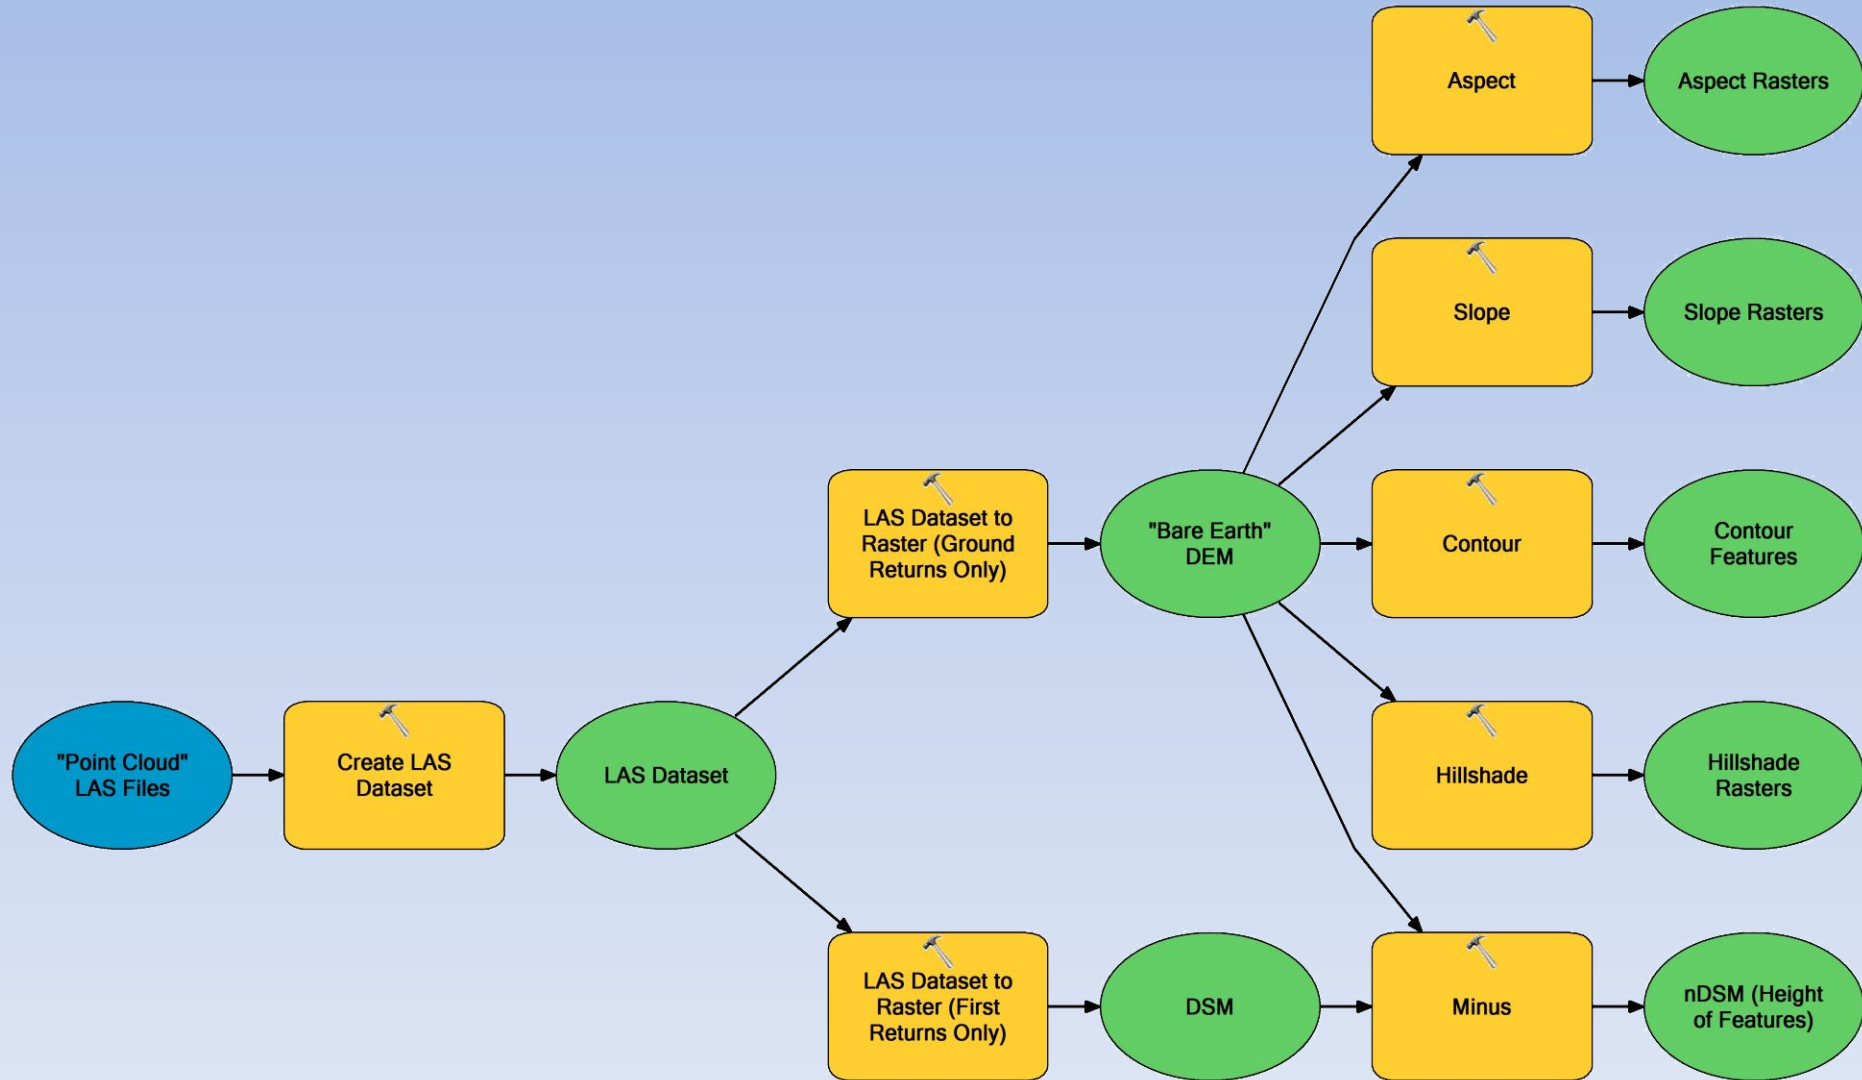 Aspect
Aspect Rasters
Slope
Slope Rasters
LAS Dataset to
Raster (Ground
Returns Only)
"Bare Earth"
DEM
Contour
Contour
Features
"Point Cloud"
LAS Files
Create LAS
Dataset
LAS Dataset
Hillshade
Hillshade
Rasters
LAS Dataset to
Raster (First
Returns Only)
DSM
Minus
nDSM (Height
of Features)